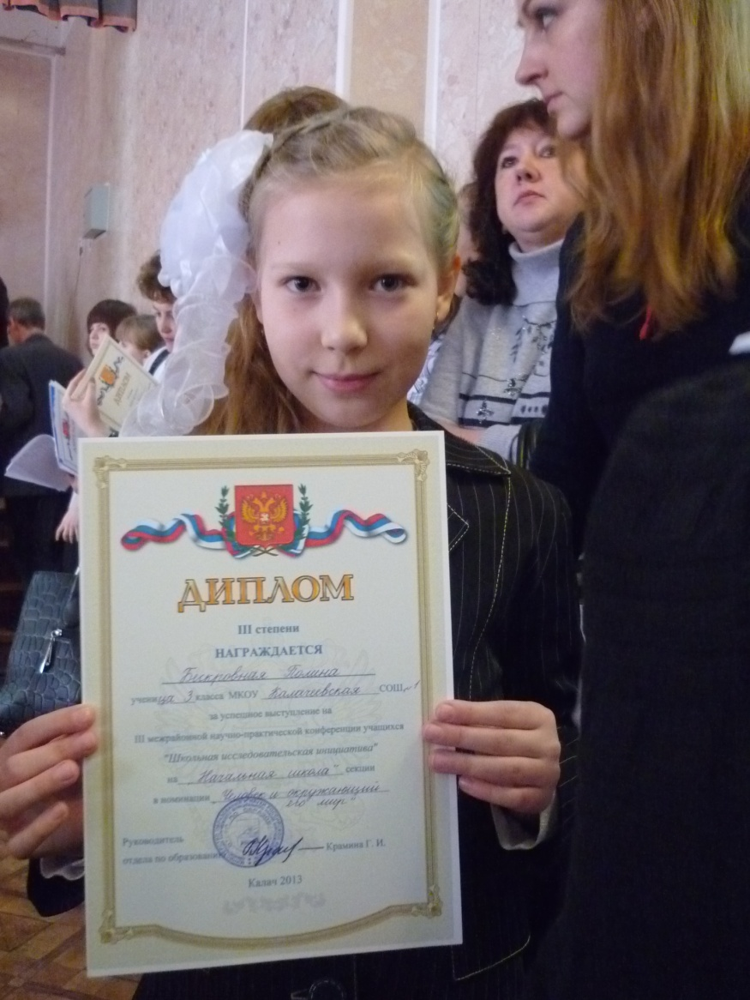 ДИПЛОМ
III степени
НАГРАЖДАЕТСЯ
Бикровная Полина
ученица 3 класса МКОУ Калачеевская СОШ №1
за успешное выступление на
III межрайонной научно-практической конференции учащихся
"Школьная исследовательская инициатива"
на "Начальная школа" секции
в номинации "Человек и окружающий
его мир"
Руководитель
отдела по образованию Крамина Г. И.
Калач 2013
ДИПЛОМ